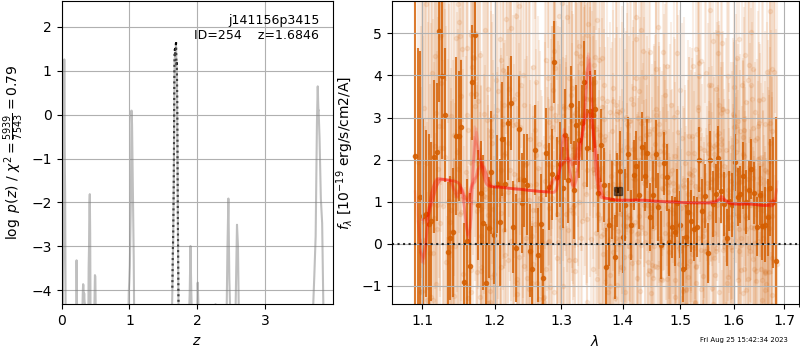 j141156p3415
ID=254 z=1.6846
log p(z) / χ² = 5939/7543 = 0.79
2
1
0
−1
−2
−3
−4
0 1 2 3
z
fλ [10⁻¹⁹ erg/s/cm2/A]
5
4
3
2
1
0
−1
1.1 1.2 1.3 1.4 1.5 1.6 1.7
λ
Fri Aug 25 15:42:34 2023